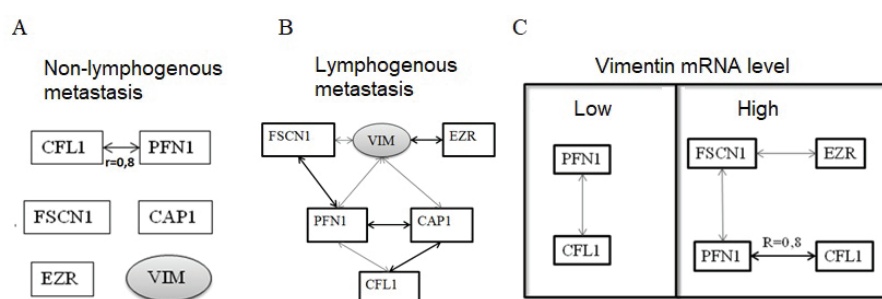 A
Non-lymphogenous
metastasis
CFL1
PFN1
r=0,8
FSCN1
CAP1
EZR
VIM
B
Lymphogenous
metastasis
FSCN1
VIM
EZR
PFN1
CAP1
CFL1
C
Vimentin mRNA level
Low
High
PFN1
CFL1
FSCN1
EZR
PFN1
R=0,8
CFL1